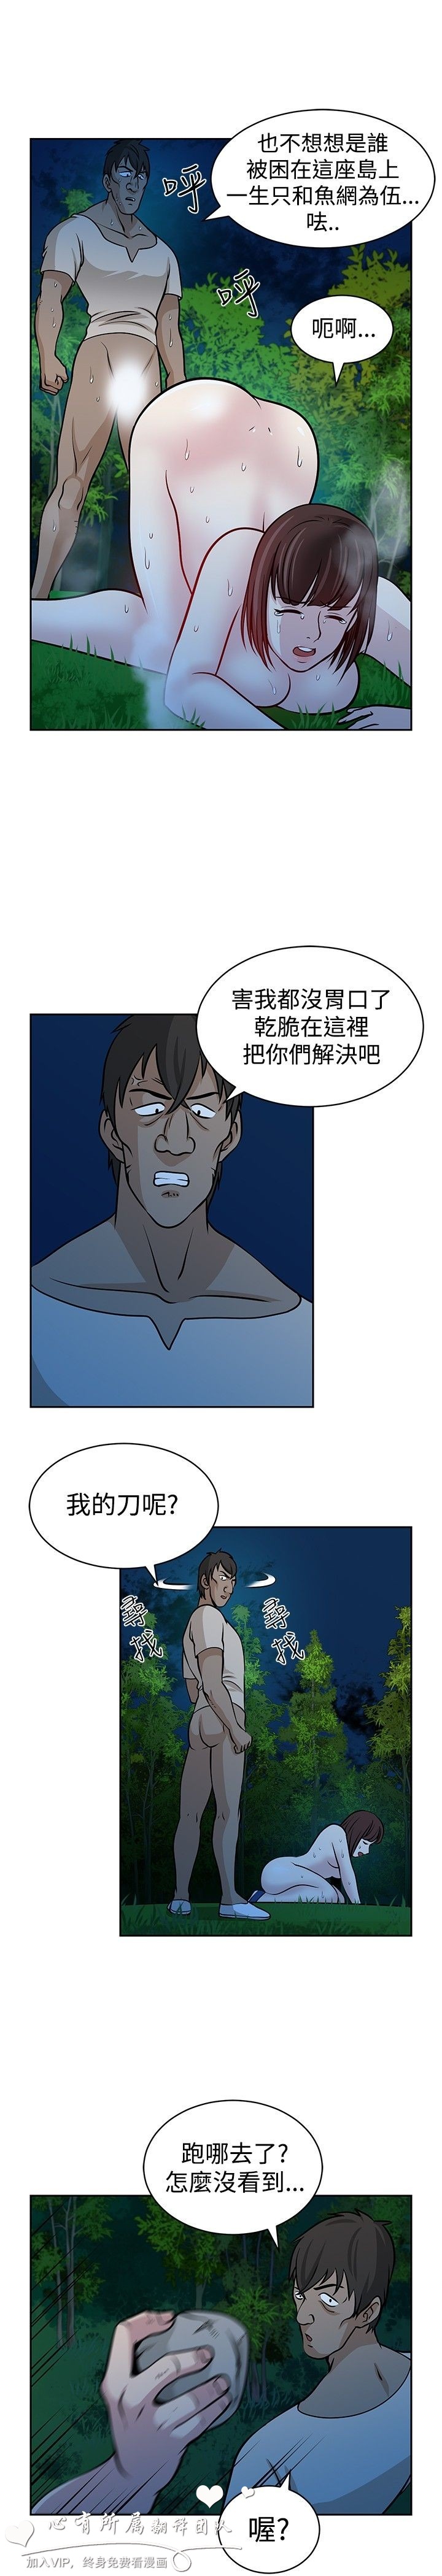 也不想想是誰
被困在這座島上
一生只和魚網為伍...
呿..
呼
呼
呃啊...
害我都沒胃口了
乾脆在這裡
把你們解決吧
我的刀呢?
尋找
尋找
跑哪去了?
怎麼沒看到...
喔?
心有所属翻译团队
加入VIP，终身免费看漫画